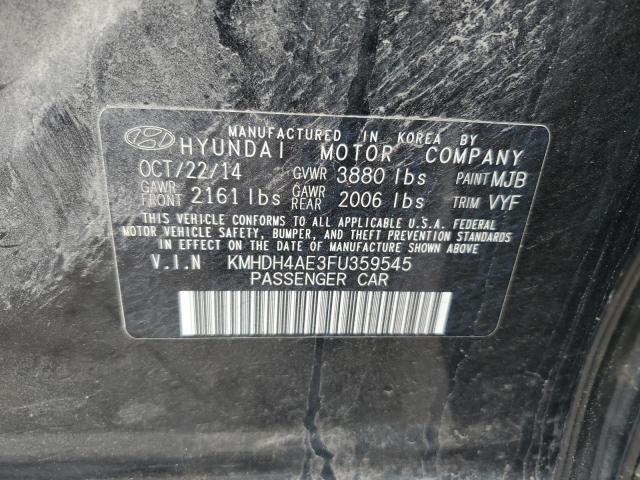 MANUFACTURED IN KOREA BY
HYUNDAI MOTOR COMPANY
OCT/22/14 GVWR 3880 lbs PAINT MJB
GAWR FRONT 2161 lbs GAWR REAR 2006 lbs TRIM VYF
THIS VEHICLE CONFORMS TO ALL APPLICABLE U.S.A. FEDERAL
MOTOR VEHICLE SAFETY, BUMPER, AND THEFT PREVENTION STANDARDS
IN EFFECT ON THE DATE OF MANUFACTURE SHOWN ABOVE.
V.I.N KMHDH4AE3FU359545
PASSENGER CAR